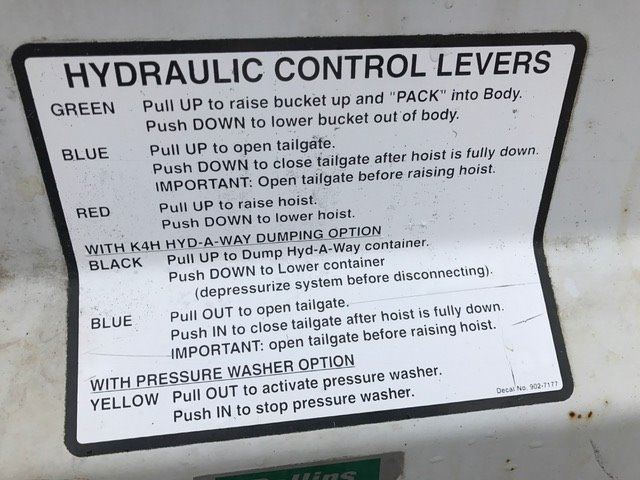 HYDRAULIC CONTROL LEVERS
GREEN Pull UP to raise bucket up and "PACK" into Body.
Push DOWN to lower bucket out of body.
BLUE Pull UP to open tailgate.
Push DOWN to close tailgate after hoist is fully down.
IMPORTANT: Open tailgate before raising hoist.
RED Pull UP to raise hoist.
Push DOWN to lower hoist.
WITH K4H HYD-A-WAY DUMPING OPTION
BLACK Pull UP to Dump Hyd-A-Way container.
Push DOWN to Lower container
(depressurize system before disconnecting).
BLUE Pull OUT to open tailgate.
Push IN to close tailgate after hoist is fully down.
IMPORTANT: open tailgate before raising hoist.
WITH PRESSURE WASHER OPTION
YELLOW Pull OUT to activate pressure washer.
Push IN to stop pressure washer.
Decal No. 902-7177